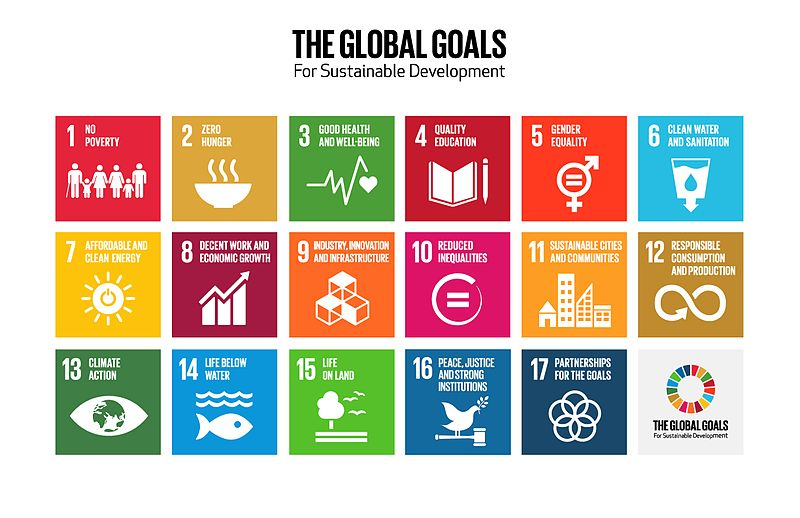 THE GLOBAL GOALS
For Sustainable Development
1 NO
POVERTY
2 ZERO
HUNGER
3 GOOD HEALTH
AND WELL-BEING
4 QUALITY
EDUCATION
5 GENDER
EQUALITY
6 CLEAN WATER
AND SANITATION
7 AFFORDABLE AND
CLEAN ENERGY
8 DECENT WORK AND
ECONOMIC GROWTH
9 INDUSTRY, INNOVATION
AND INFRASTRUCTURE
10 REDUCED
INEQUALITIES
11 SUSTAINABLE CITIES
AND COMMUNITIES
12 RESPONSIBLE
CONSUMPTION
AND PRODUCTION
13 CLIMATE
ACTION
14 LIFE BELOW
WATER
15 LIFE
ON LAND
16 PEACE, JUSTICE
AND STRONG
INSTITUTIONS
17 PARTNERSHIPS
FOR THE GOALS
THE GLOBAL GOALS
For Sustainable Development